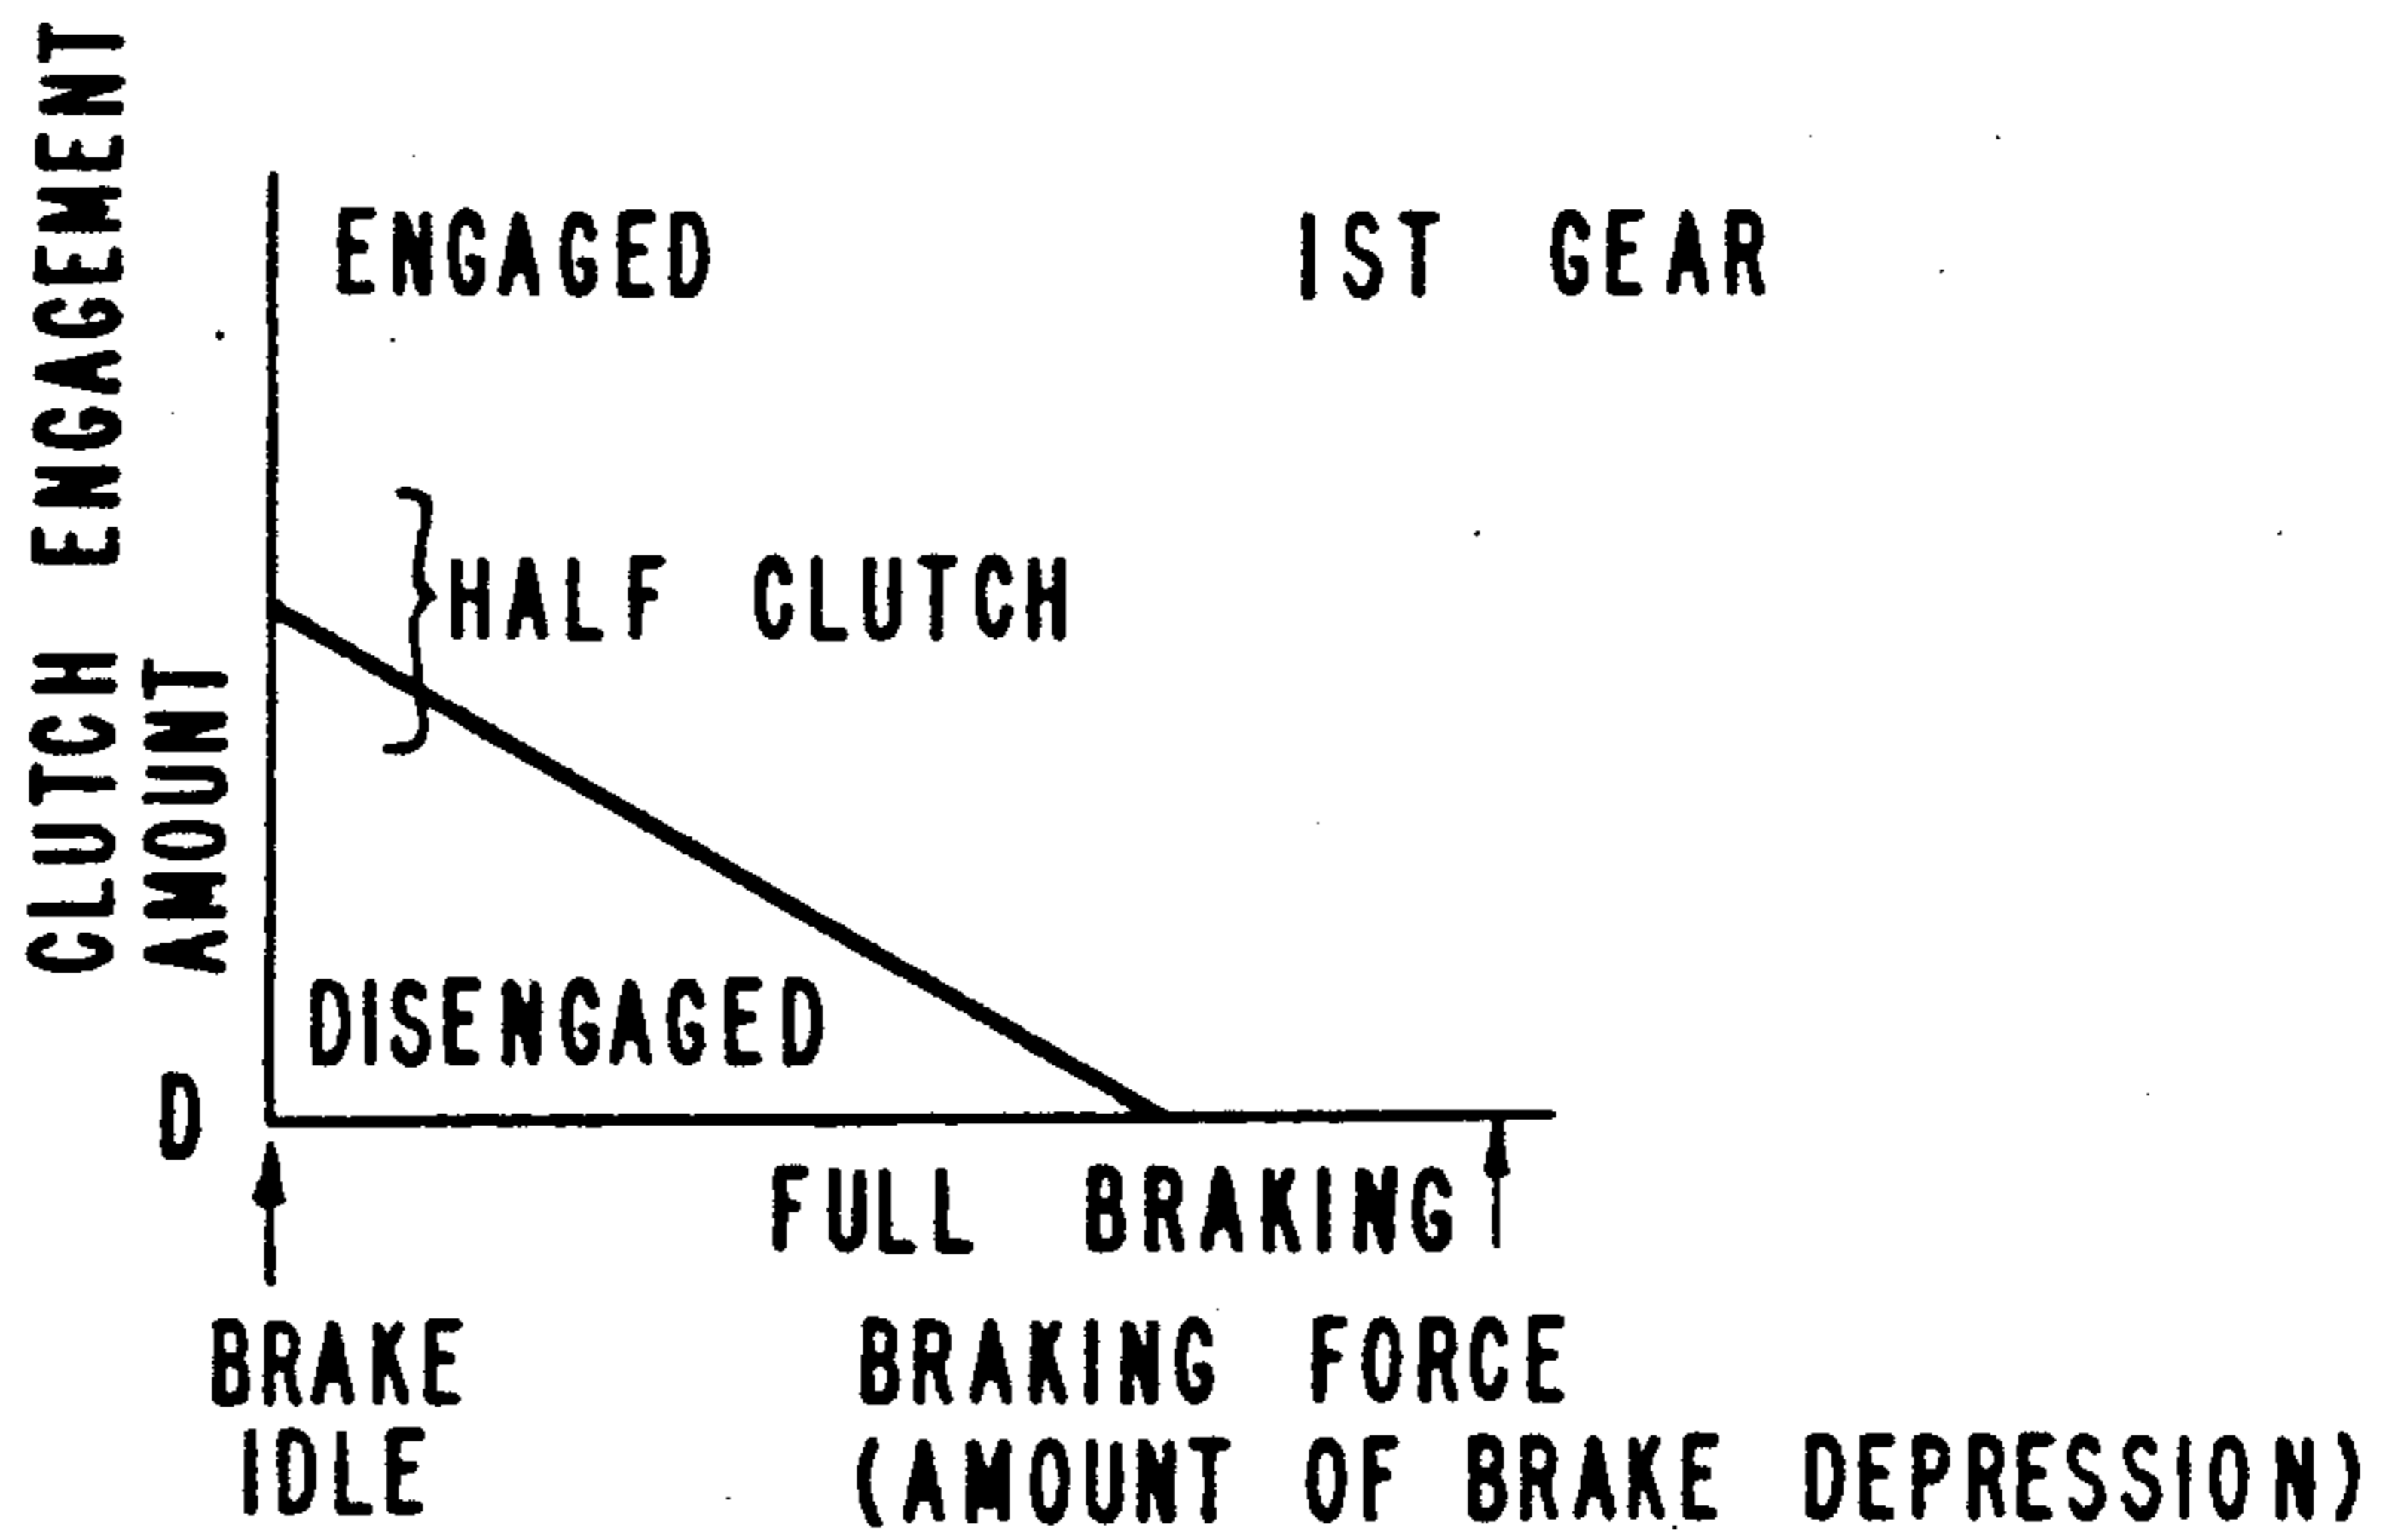 CLUTCH ENGAGEMENT
AMOUNT
ENGAGED
1ST GEAR
HALF CLUTCH
DISENGAGED
0
FULL BRAKING
BRAKE
IDLE
BRAKING FORCE
(AMOUNT OF BRAKE DEPRESSION)